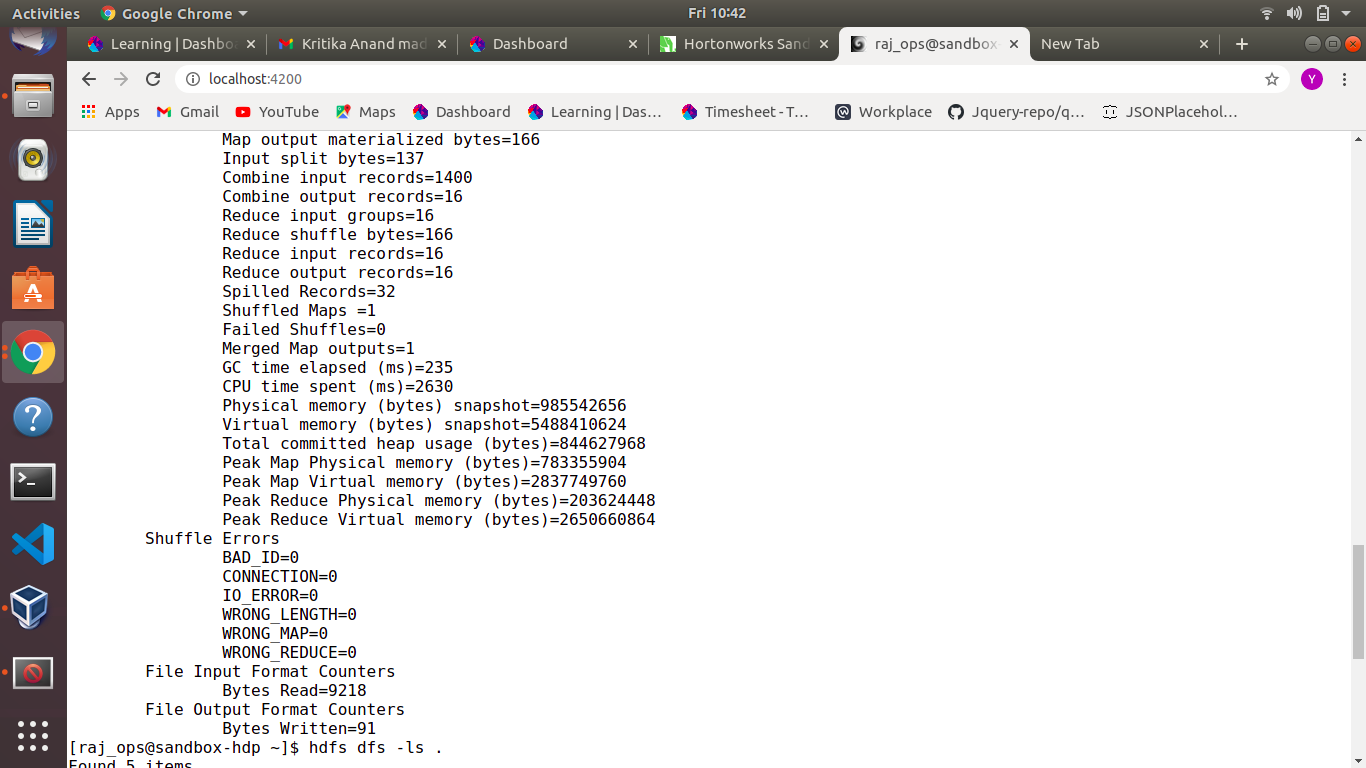 Activities
Google Chrome
Fri 10:42
Learning | Dashbo
Kritika Anand mad
Dashboard
Hortonworks Sand
raj_ops@sandbox
New Tab
localhost:4200
Y
Apps
Gmail
YouTube
Maps
Dashboard
Learning | Das...
Timesheet - T...
Workplace
Jquery-repo/q...
JSONPlacehol...
Map output materialized bytes=166
Input split bytes=137
Combine input records=1400
Combine output records=16
Reduce input groups=16
Reduce shuffle bytes=166
Reduce input records=16
Reduce output records=16
Spilled Records=32
Shuffled Maps =1
Failed Shuffles=0
Merged Map outputs=1
GC time elapsed (ms)=235
CPU time spent (ms)=2630
Physical memory (bytes) snapshot=985542656
Virtual memory (bytes) snapshot=5488410624
Total committed heap usage (bytes)=844627968
Peak Map Physical memory (bytes)=783355904
Peak Map Virtual memory (bytes)=2837749760
Peak Reduce Physical memory (bytes)=203624448
Peak Reduce Virtual memory (bytes)=2650660864
Shuffle Errors
BAD_ID=0
CONNECTION=0
IO_ERROR=0
WRONG_LENGTH=0
WRONG_MAP=0
WRONG_REDUCE=0
File Input Format Counters
Bytes Read=9218
File Output Format Counters
Bytes Written=91
[raj_ops@sandbox-hdp ~]$ hdfs dfs -ls .
Found 5 items